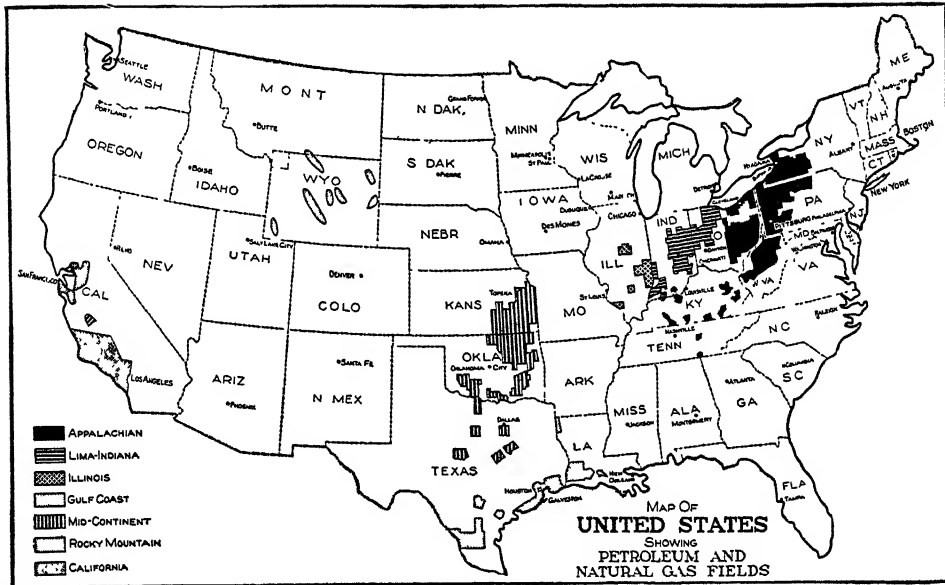 SEATTLE
WASH
PORTLAND
OREGON
MONT
BUTTE
BOISE
IDAHO
WYO
N DAK.
GRAND FORKS
S DAK
PIERRE
MINN
MINNEAPOLIS
ST PAUL
WIS
LACROSSE
MICH
DETROIT
ME
AUGUSTA
VT
NH
NY
ALBANY
MASS
BOSTON
CT
NEW YORK
PA
PITTSBURG
PHILADELPHIA
NJ
MD
NIAGARA
CLEVELAND
IOWA
DUBUQUE
DES MOINES
CHICAGO
IND
O
CINCINNATI
NEBR
OMAHA
SALT LAKE CITY
UTAH
RENO
NEV
SAN FRANCISCO
CAL
LOS ANGELES
DENVER
COLO
KANS
TOPEKA
MO
ST LOUIS
ILL
LOUISVILLE
KY
W VA
VA
NASHVILLE
TENN
NC
RALEIGH
COLUMBIA
SC
ARIZ
PHOENIX
SANTA FE
N MEX
OKLA
OKLAHOMA CITY
ARK
MISS
JACKSON
ALA
MONTGOMERY
ATLANTA
GA
DALLAS
TEXAS
LA
HOUSTON
GALVESTON
NEW ORLEANS
FLA
TAMPA
APPALACHIAN
LIMA-INDIANA
ILLINOIS
GULF COAST
MID-CONTINENT
ROCKY MOUNTAIN
CALIFORNIA
MAP OF
UNITED STATES
SHOWING
PETROLEUM AND
NATURAL GAS FIELDS